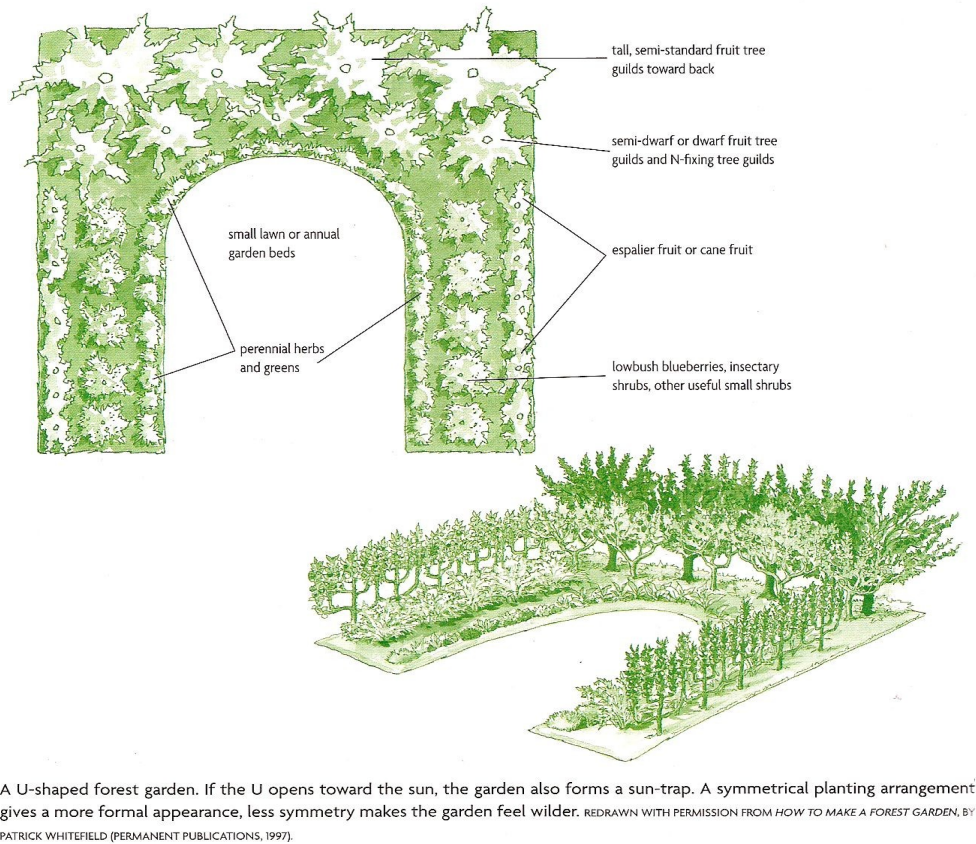 tall, semi-standard fruit tree
guilds toward back
semi-dwarf or dwarf fruit tree
guilds and N-fixing tree guilds
small lawn or annual
garden beds
espalier fruit or cane fruit
perennial herbs
and greens
lowbush blueberries, insectary
shrubs, other useful small shrubs
A U-shaped forest garden. If the U opens toward the sun, the garden also forms a sun-trap. A symmetrical planting arrangement
gives a more formal appearance, less symmetry makes the garden feel wilder. REDRAWN WITH PERMISSION FROM HOW TO MAKE A FOREST GARDEN, BY
PATRICK WHITEFIELD (PERMANENT PUBLICATIONS, 1997).